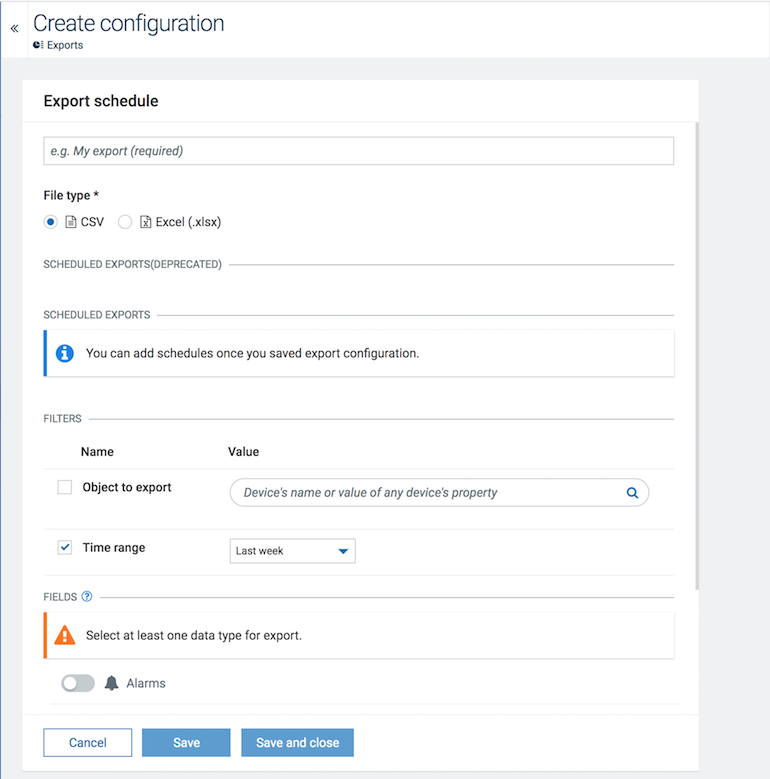 Create configuration
Exports
Export schedule
e.g. My export (required)
File type *
CSV Excel (.xlsx)
SCHEDULED EXPORTS(DEPRECATED)
SCHEDULED EXPORTS
You can add schedules once you saved export configuration.
FILTERS
Name Value
Object to export Device's name or value of any device's property
Time range Last week
FIELDS
Select at least one data type for export.
Alarms
Cancel Save Save and close